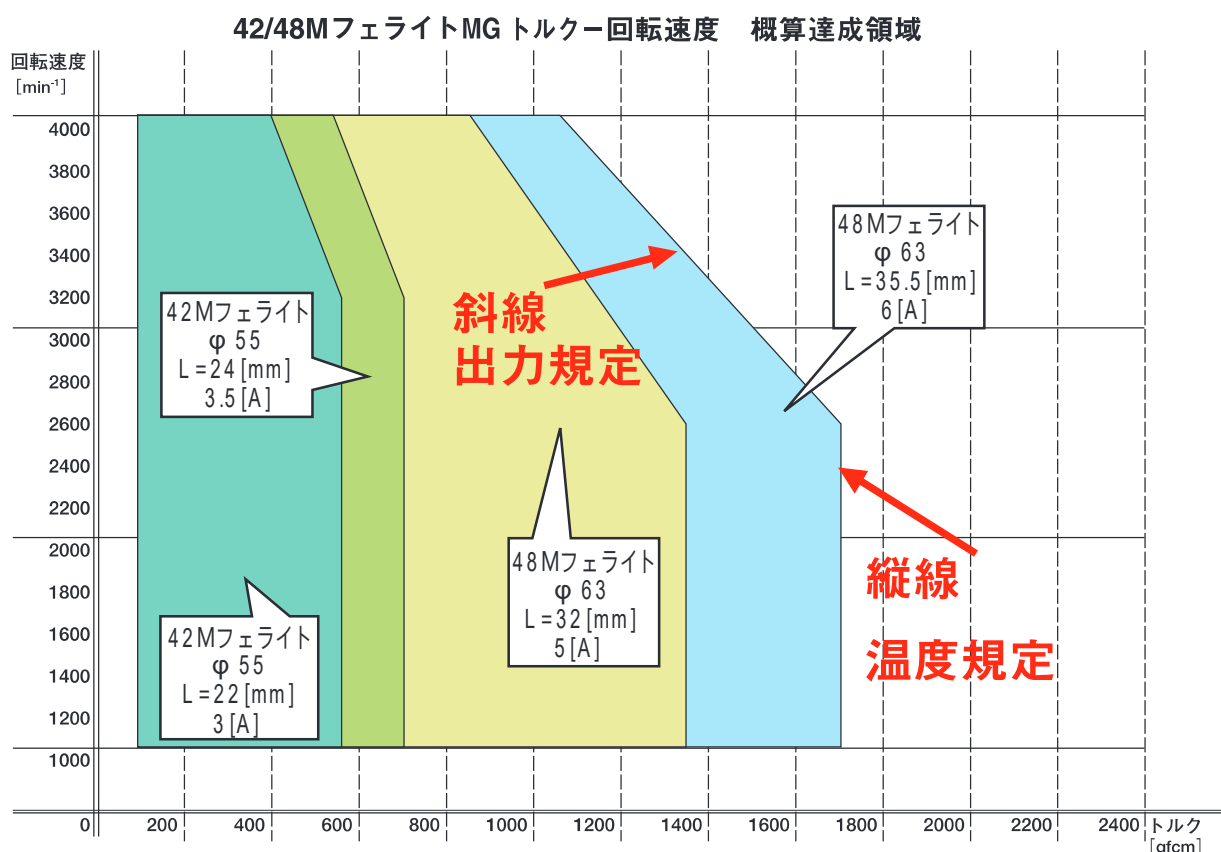 42/48MフェライトMG トルクー回転速度　概算達成領域
回転速度
[min⁻¹]
4000
3800
3600
3400
3200
3000
2800
2600
2400
2200
2000
1800
1600
1400
1200
1000
48Mフェライト
φ 63
L=35.5[mm]
6[A]
斜線
出力規定
42Mフェライト
φ 55
L=24[mm]
3.5[A]
48Mフェライト
φ 63
L=32[mm]
5[A]
縦線
温度規定
42Mフェライト
φ 55
L=22[mm]
3[A]
0 200 400 600 800 1000 1200 1400 1600 1800 2000 2200 2400 トルク
[gfcm]